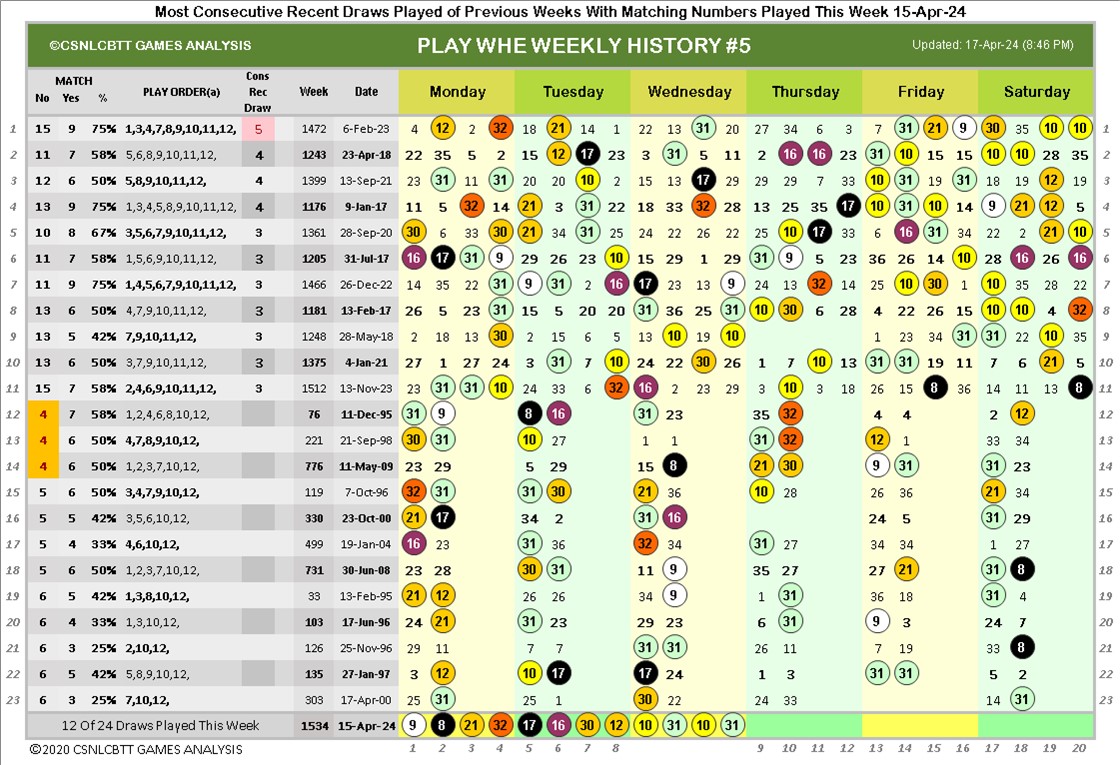 Most Consecutive Recent Draws Played of Previous Weeks With Matching Numbers Played This Week 15-Apr-24
©CSNLCBTT GAMES ANALYSIS PLAY WHE WEEKLY HISTORY #5 Updated: 17-Apr-24 (8:46 PM)
No MATCH Yes % PLAY ORDER(a) Cons Rec Draw Week Date Monday Tuesday Wednesday Thursday Friday Saturday
1 15 9 75% 1,3,4,7,8,9,10,11,12, 5 1472 6-Feb-23 4 12 2 32 18 21 14 1 22 13 31 20 27 34 6 3 7 31 21 9 30 35 10 10 1
2 11 7 58% 5,6,8,9,10,11,12, 4 1243 23-Apr-18 22 35 5 2 15 12 17 23 3 31 5 11 2 16 16 23 31 10 15 15 10 10 28 35 2
3 12 6 50% 5,8,9,10,11,12, 4 1399 13-Sep-21 23 31 11 31 20 20 10 2 15 13 17 29 29 29 7 33 10 31 19 31 18 19 12 19 3
4 13 9 75% 1,3,4,5,8,9,10,11,12, 4 1176 9-Jan-17 11 5 32 14 21 3 31 22 18 33 32 28 13 25 35 17 10 31 10 14 9 21 12 5 4
5 10 8 67% 3,5,6,7,9,10,11,12, 3 1361 28-Sep-20 30 6 33 30 21 34 31 25 24 22 26 22 25 10 17 33 6 16 31 34 22 2 21 10 5
6 11 7 58% 1,5,6,9,10,11,12, 3 1205 31-Jul-17 16 17 31 9 29 26 23 10 15 29 1 29 31 9 5 23 36 26 14 10 28 16 26 16 6
7 11 9 75% 1,4,5,6,7,9,10,11,12, 3 1466 26-Dec-22 14 35 22 31 9 31 2 16 17 23 13 9 24 13 32 14 25 10 30 1 10 35 28 22 7
8 13 6 50% 4,7,9,10,11,12, 3 1181 13-Feb-17 26 5 23 31 15 5 20 20 31 36 25 31 10 30 6 28 4 22 26 15 10 10 4 32 8
9 13 5 42% 7,9,10,11,12, 3 1248 28-May-18 2 18 13 30 2 15 6 5 9 10 19 10 1 9 23 34 31 31 22 10 35 9
10 13 6 50% 3,7,9,10,11,12, 3 1375 4-Jan-21 27 1 27 24 3 31 7 10 24 22 30 26 1 7 10 13 31 31 19 11 7 6 21 5 10
11 15 7 58% 2,4,6,9,10,11,12, 3 1512 13-Nov-23 23 31 31 10 24 33 6 32 16 2 23 29 3 10 3 18 26 15 8 36 14 11 13 8 11
12 4 7 58% 1,2,4,6,8,10,12, 76 11-Dec-95 31 9 8 16 31 23 35 32 4 4 2 12 12
13 4 6 50% 4,7,8,9,10,12, 221 21-Sep-98 30 31 10 27 1 1 31 32 12 1 33 34 13
14 4 6 50% 1,2,3,7,10,12, 776 11-May-09 23 29 5 29 15 8 21 30 9 31 31 23 14
15 5 6 50% 3,4,7,9,10,12, 119 7-Oct-96 32 31 31 30 21 36 10 28 26 36 21 34 15
16 5 5 42% 3,5,6,10,12, 330 23-Oct-00 21 17 34 2 31 16 24 5 31 29 16
17 5 4 33% 4,6,10,12, 499 19-Jan-04 16 23 31 36 32 34 31 27 34 34 1 27 17
18 5 6 50% 1,2,3,7,10,12, 731 30-Jun-08 23 28 30 31 11 9 35 27 27 21 31 8 18
19 6 5 42% 1,3,8,10,12, 33 13-Feb-95 21 12 26 26 34 9 1 31 36 18 31 4 19
20 6 4 33% 1,3,10,12, 103 17-Jun-96 24 21 31 23 29 23 6 31 9 3 24 7 20
21 6 3 25% 2,10,12, 126 25-Nov-96 29 11 7 7 31 31 26 11 7 19 33 8 21
22 6 5 42% 5,8,9,10,12, 135 27-Jan-97 3 12 10 17 17 24 1 3 31 31 5 2 22
23 6 3 25% 7,10,12, 303 17-Apr-00 25 31 25 1 30 22 24 33 14 31 23
12 Of 24 Draws Played This Week 1534 15-Apr-24 9 8 21 32 17 16 30 12 10 31 10 31
©2020 CSNLCBTT GAMES ANALYSIS 1 2 3 4 5 6 7 8 9 10 11 12 13 14 15 16 17 18 19 20